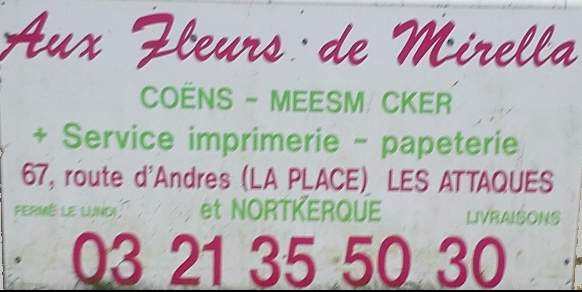 Aux Fleurs de Mirella
COËNS - MEESM CKER
+ Service imprimerie - papeterie
67, route d'Andres (LA PLACE) LES ATTAQUES
FERMÉ LE LUNDI et NORTKERQUE LIVRAISONS
03 21 35 50 30